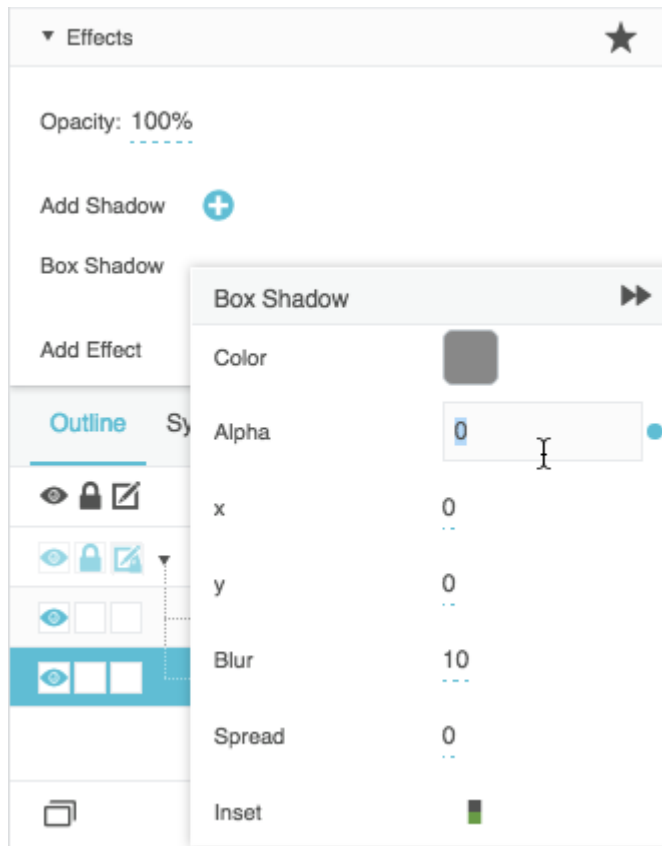 Effects
Opacity: 100%
Add Shadow
Box Shadow
Add Effect
Outline Sy
Box Shadow
Color
Alpha 0
x 0
y 0
Blur 10
Spread 0
Inset